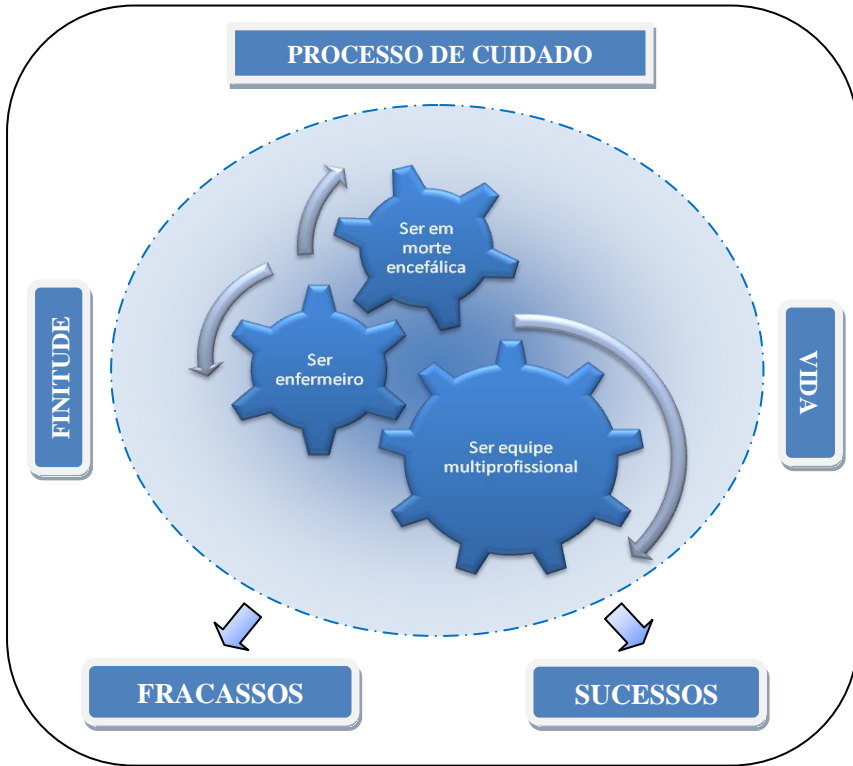 PROCESSO DE CUIDADO
Ser em
morte
encefálica
FINITUDE
Ser
enfermeiro
VIDA
Ser equipe
multiprofissional
FRACASSOS
SUCESSOS